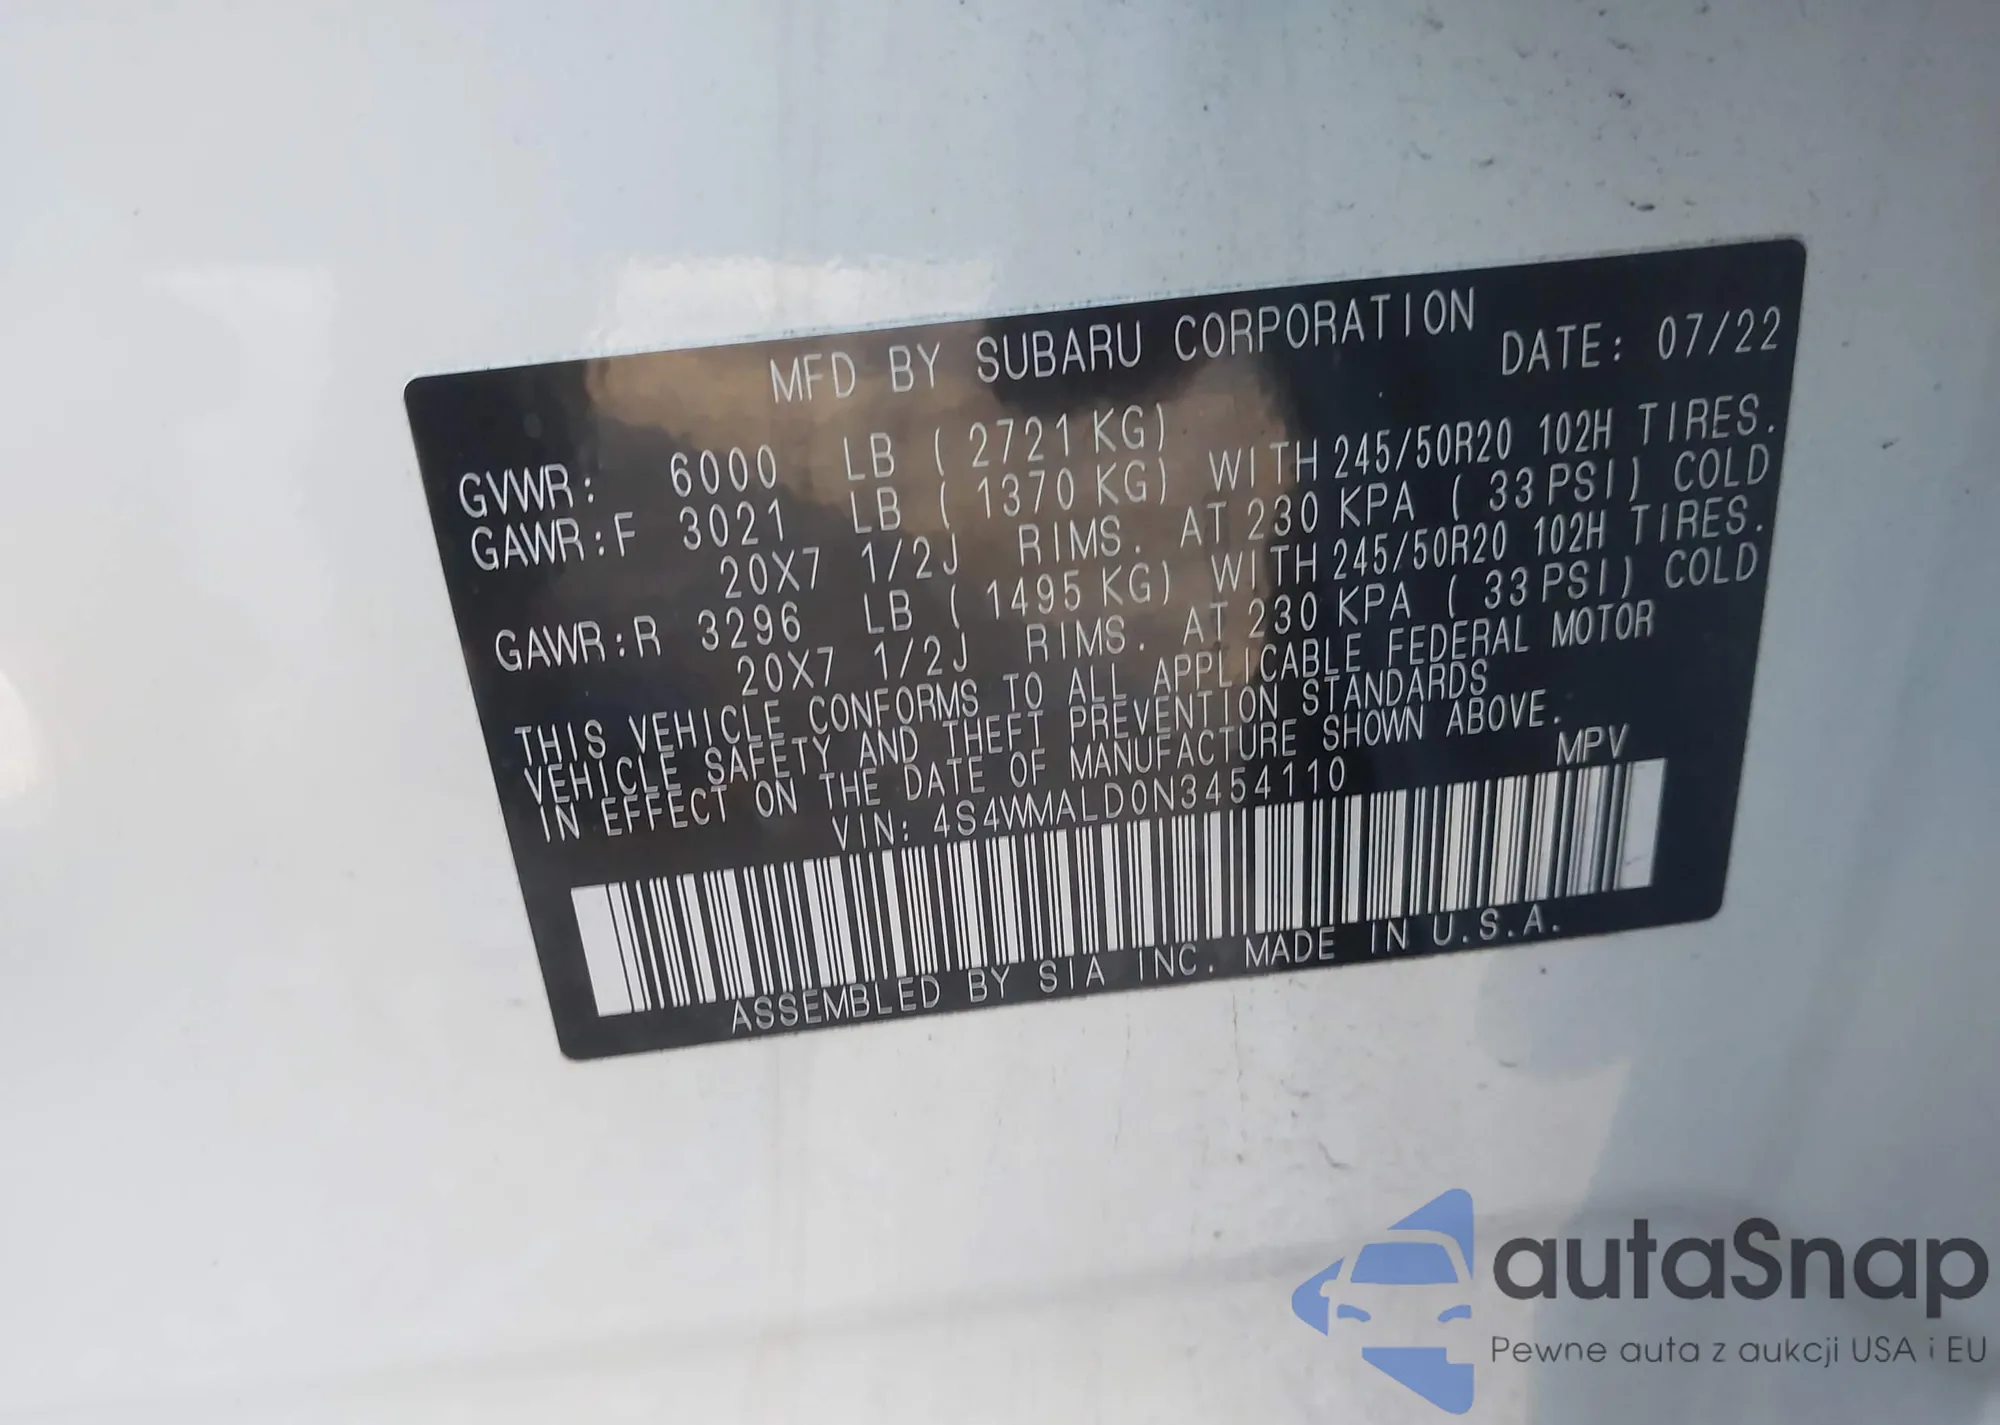 MFD BY SUBARU CORPORATION DATE: 07/22
GVWR: 6000 LB ( 2721 KG)
GAWR:F 3021 LB ( 1370 KG) WITH 245/50R20 102H TIRES.
20X7 1/2J RIMS. AT 230 KPA ( 33 PSI) COLD
GAWR:R 3296 LB ( 1495 KG) WITH 245/50R20 102H TIRES.
20X7 1/2J RIMS. AT 230 KPA ( 33 PSI) COLD
THIS VEHICLE CONFORMS TO ALL APPLICABLE FEDERAL MOTOR
VEHICLE SAFETY AND THEFT PREVENTION STANDARDS
IN EFFECT ON THE DATE OF MANUFACTURE SHOWN ABOVE.
VIN: 4S4WMALD0N3454110 MPV
ASSEMBLED BY SIA INC. MADE IN U.S.A.
autaSnap
Pewne auta z aukcji USA i EU